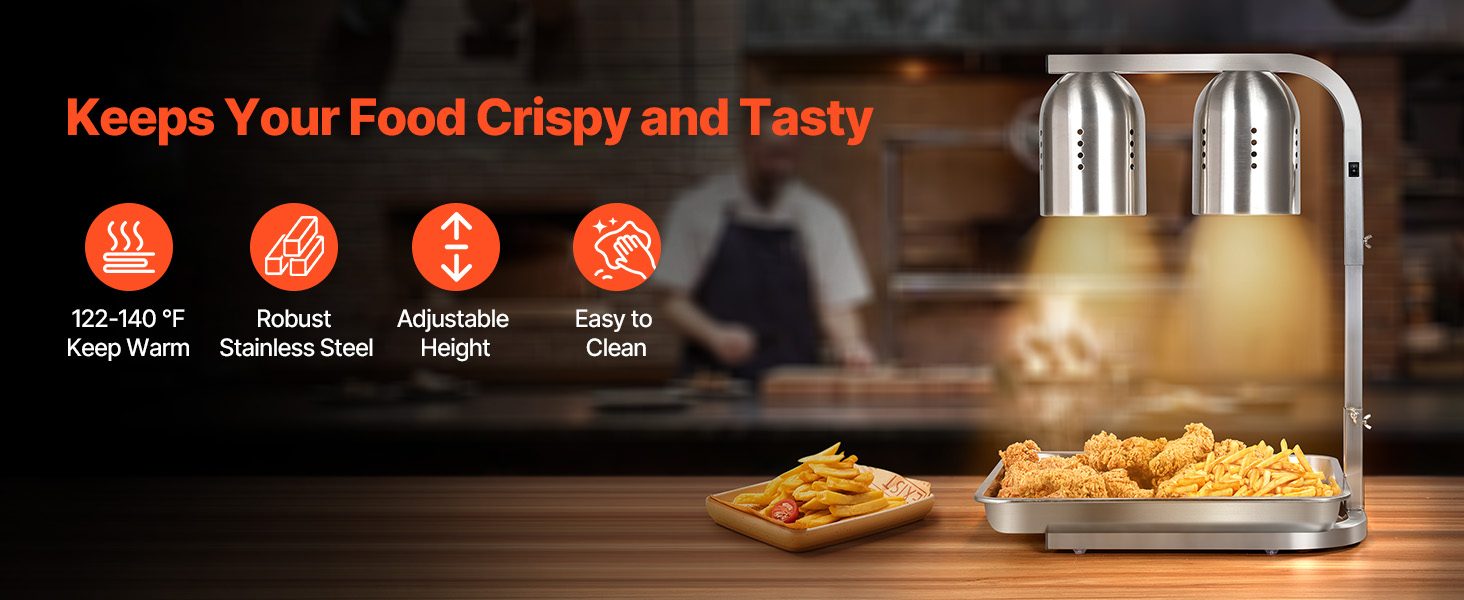 Keeps Your Food Crispy and Tasty
122-140 °F
Keep Warm
Robust
Stainless Steel
Adjustable
Height
Easy to
Clean